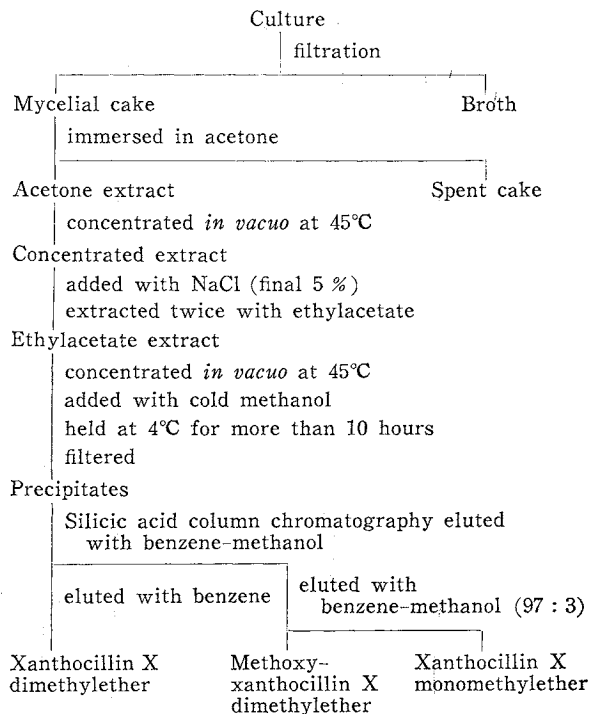 Culture
filtration
Mycelial cake Broth
immersed in acetone
Acetone extract Spent cake
concentrated in vacuo at 45℃
Concentrated extract
added with NaCl (final 5 %)
extracted twice with ethylacetate
Ethylacetate extract
concentrated in vacuo at 45℃
added with cold methanol
held at 4℃ for more than 10 hours
filtered
Precipitates
Silicic acid column chromatography eluted
with benzene-methanol
eluted with benzene
eluted with
benzene-methanol (97 : 3)
Xanthocillin X
dimethylether
Methoxy-
xanthocillin X
dimethylether
Xanthocillin X
monomethylether